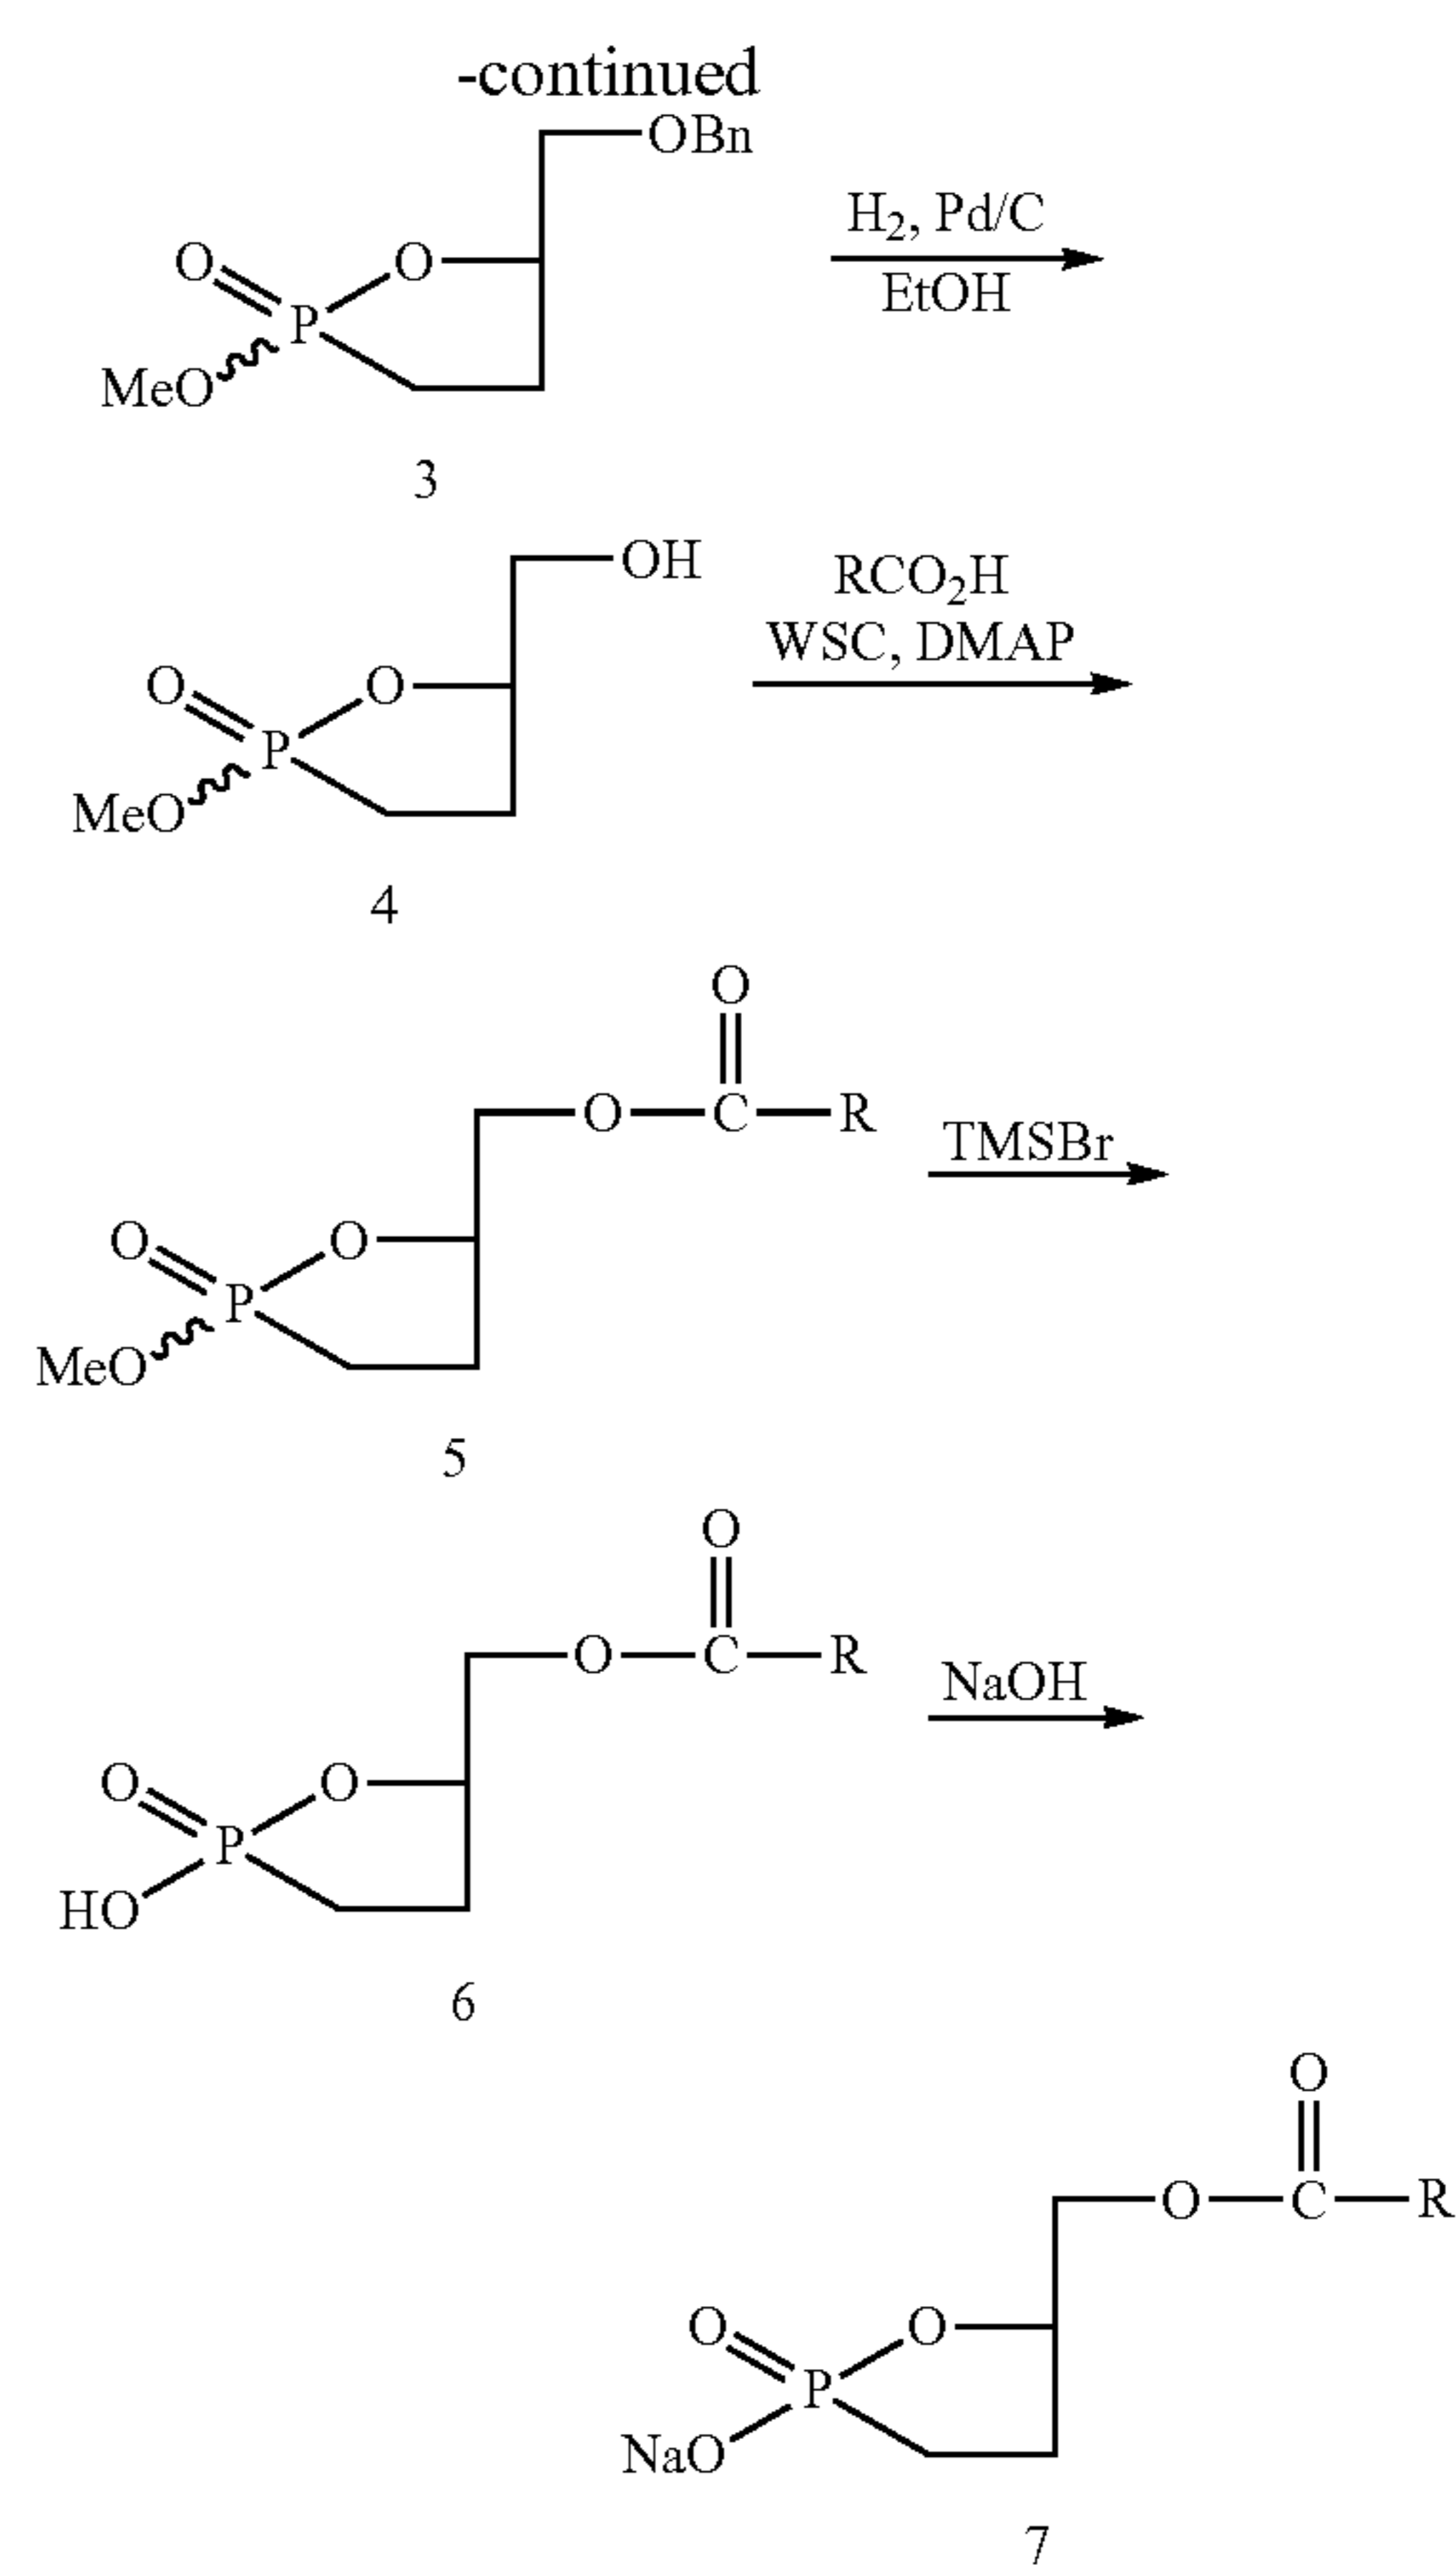 -continued
OBn
H₂, Pd/C
EtOH
O
O
P
MeO
3
OH
RCO₂H
WSC, DMAP
O
O
P
MeO
4
O
O
C
R
TMSBr
O
O
P
MeO
5
O
O
C
R
NaOH
O
O
P
HO
6
O
O
C
R
O
O
P
NaO
7